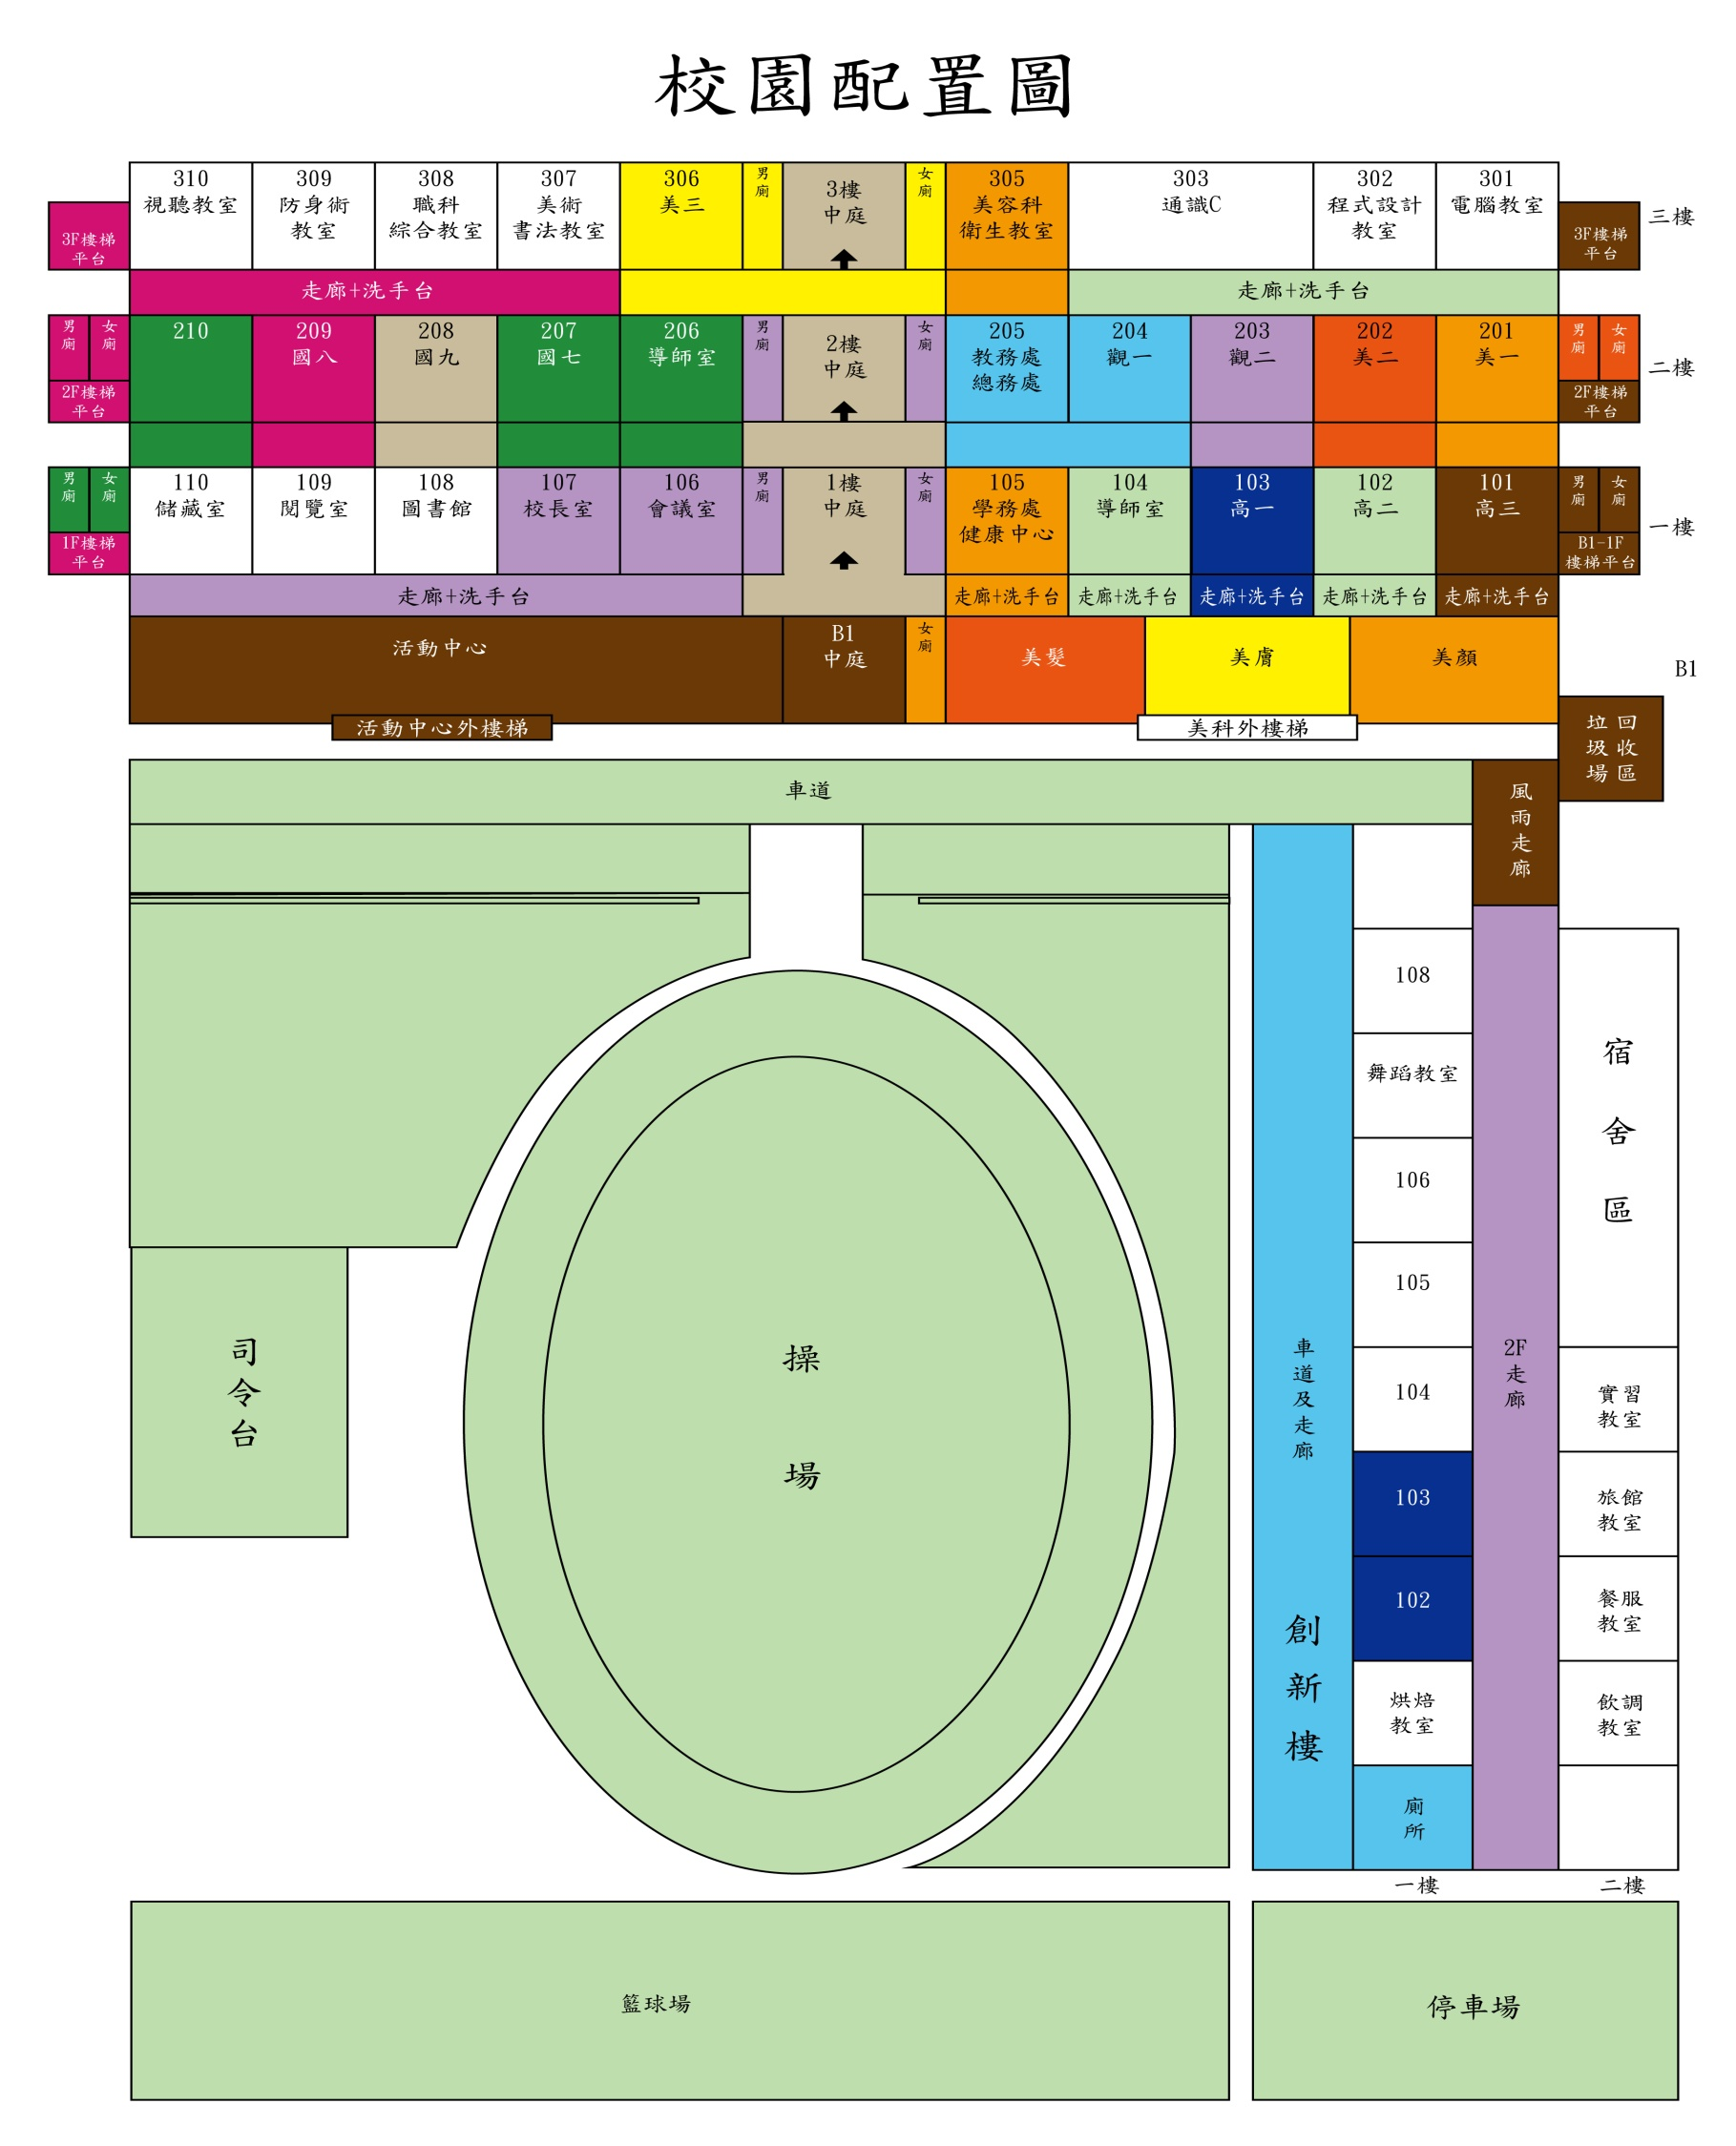 校園配置圖
310
視聽教室
309
防身術
教室
308
職科
綜合教室
307
美術
書法教室
306
美三
男
廁
3樓
中庭
女
廁
305
美容科
衛生教室
303
通識C
302
程式設計
教室
301
電腦教室
三樓
3F樓梯
平台
3F樓梯
平台
走廊+洗手台
走廊+洗手台
男
廁
女
廁
2F樓梯
平台
210
209
國八
208
國九
207
國七
206
導師室
男
廁
2樓
中庭
女
廁
205
教務處
總務處
204
觀一
203
觀二
202
美二
201
美一
男
廁
女
廁
2F樓梯
平台
二樓
男
廁
女
廁
1F樓梯
平台
110
儲藏室
109
閱覽室
108
圖書館
107
校長室
106
會議室
男
廁
1樓
中庭
女
廁
105
學務處
健康中心
104
導師室
103
高一
102
高二
101
高三
男
廁
女
廁
B1-1F
樓梯平台
一樓
走廊+洗手台
走廊+洗手台
走廊+洗手台
走廊+洗手台
走廊+洗手台
走廊+洗手台
活動中心
B1
中庭
女
廁
美髮
美膚
美顏
B1
活動中心外樓梯
美科外樓梯
垃圾場
回收區
車道
風雨走廊
108
舞蹈教室
106
105
104
103
102
烘焙
教室
廁所
宿舍區
實習
教室
旅館
教室
餐服
教室
飲調
教室
2F走廊
車道及走廊
創新樓
司令台
操場
一樓
二樓
籃球場
停車場